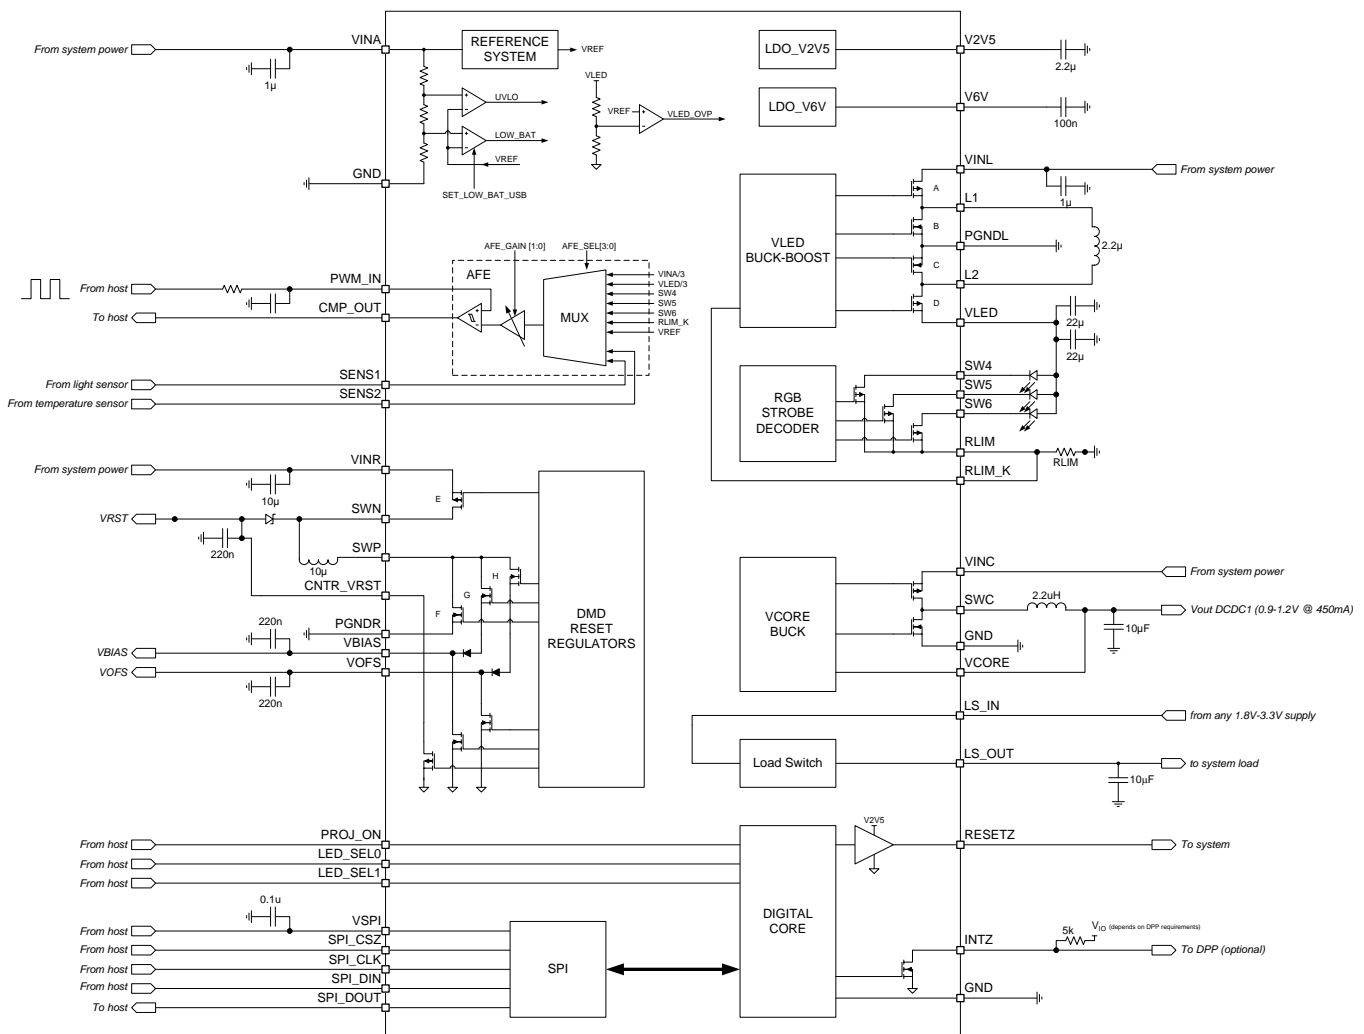 From system power
VINA
1µ
REFERENCE
SYSTEM
VREF
UVLO
LOW_BAT
VREF
SET_LOW_BAT_USB
GND
VLED
VREF
VLED_OVP
LDO_V2V5
V2V5
2.2µ
LDO_V6V
V6V
100n
VINL
From system power
1µ
VLED
BUCK-BOOST
A
B
C
D
L1
PGNDL
2.2µ
L2
VLED
22µ
22µ
AFE_GAIN [1:0]
AFE_SEL[3:0]
AFE
MUX
VINA/3
VLED/3
SW4
SW5
SW6
RLIM_K
VREF
From host
PWM_IN
To host
CMP_OUT
From light sensor
SENS1
From temperature sensor
SENS2
RGB
STROBE
DECODER
SW4
SW5
SW6
RLIM
RLIM
RLIM_K
From system power
VINR
10µ
E
VRST
SWN
220n
SWP
10µ
CNTR_VRST
H
G
F
DMD
RESET
REGULATORS
PGNDR
220n
VBIAS
VBIAS
VOFS
VOFS
220n
VCORE
BUCK
VINC
From system power
SWC
2.2uH
Vout DCDC1 (0.9-1.2V @ 450mA)
10µF
GND
VCORE
LS_IN
from any 1.8V-3.3V supply
Load Switch
LS_OUT
to system load
10µF
From host
PROJ_ON
From host
LED_SEL0
From host
LED_SEL1
DIGITAL
CORE
V2V5
RESETZ
To system
0.1u
From host
VSPI
From host
SPI_CSZ
From host
SPI_CLK
From host
SPI_DIN
To host
SPI_DOUT
SPI
INTZ
5k
VIO (depends on DPP requirements)
To DPP (optional)
GND